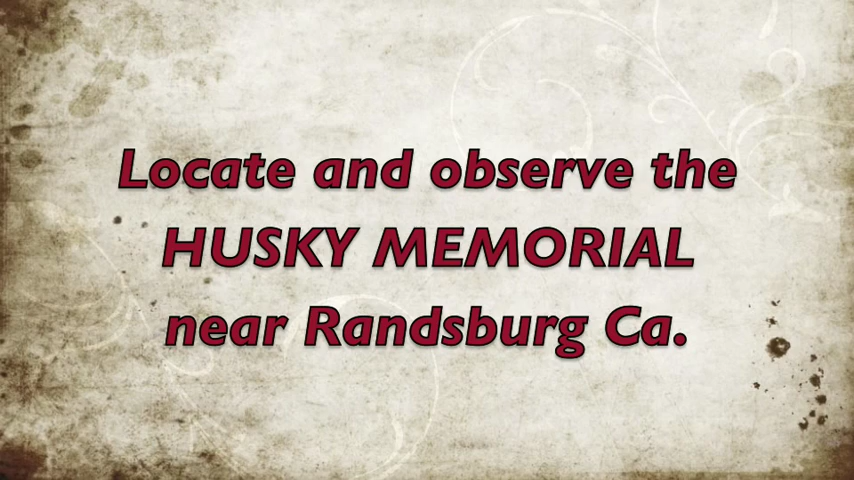 Locate and observe the
HUSKY MEMORIAL
near Randsburg Ca.